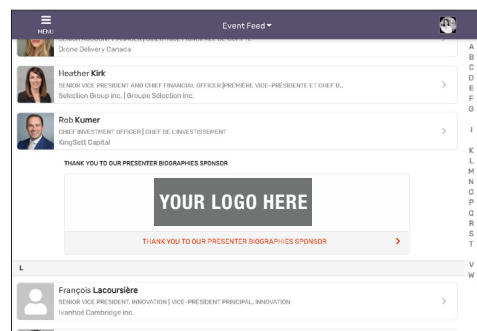 MENU
Event Feed
Drone Delivery Canada
Heather Kirk
SENIOR VICE PRESIDENT AND CHIEF FINANCIAL OFFICER |PREMIÈRE VICE-PRÉSIDENTE ET CHEF D...
Selection Group inc. | Groupe Sélection inc.
Rob Kumer
CHIEF INVESTMENT OFFICER | CHEF DE L'INVESTISSEMENT
KingSett Capital
THANK YOU TO OUR PRESENTER BIOGRAPHIES SPONSOR
YOUR LOGO HERE
THANK YOU TO OUR PRESENTER BIOGRAPHIES SPONSOR
L
François Lacoursière
SENIOR VICE PRESIDENT, INNOVATION | VICE-PRÉSIDENT PRINCIPAL, INNOVATION
Ivanhoé Cambridge inc.
A
B
C
D
E
F
G
I
K
L
M
N
O
P
Q
R
S
T
V
W